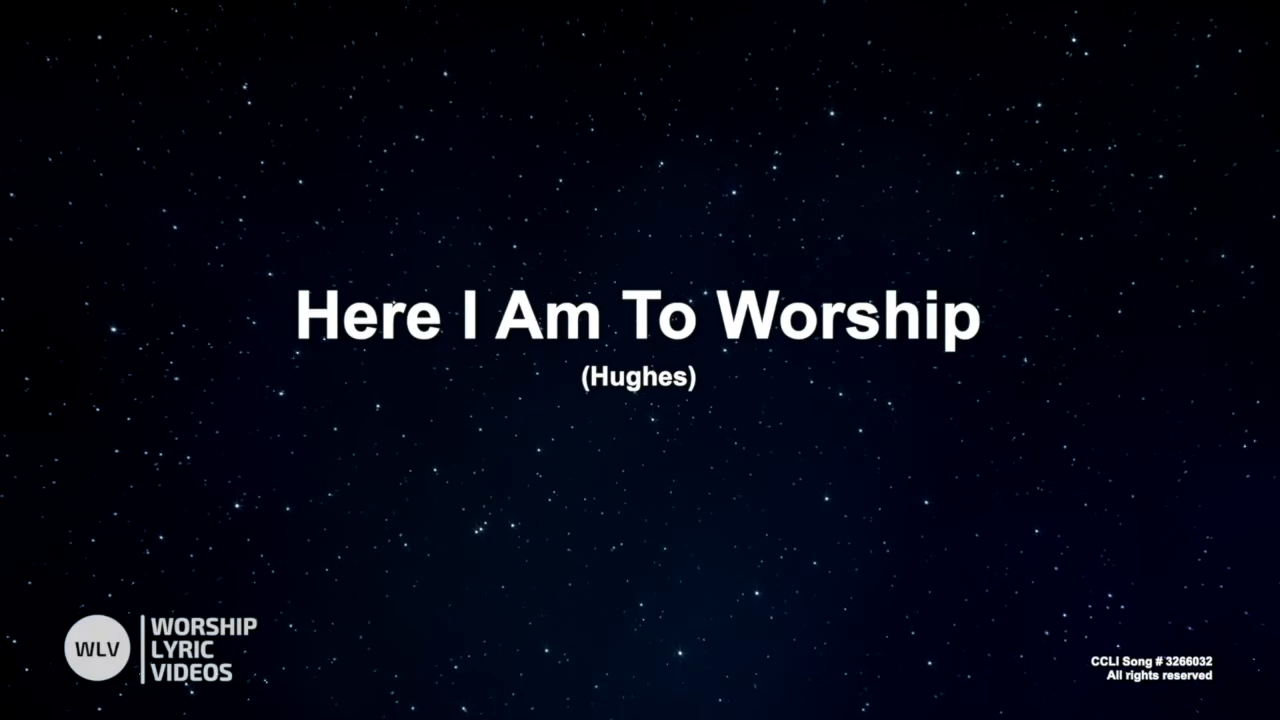 Here I Am To Worship
(Hughes)
WLV
WORSHIP
LYRIC
VIDEOS
CCLI Song # 3266032
All rights reserved